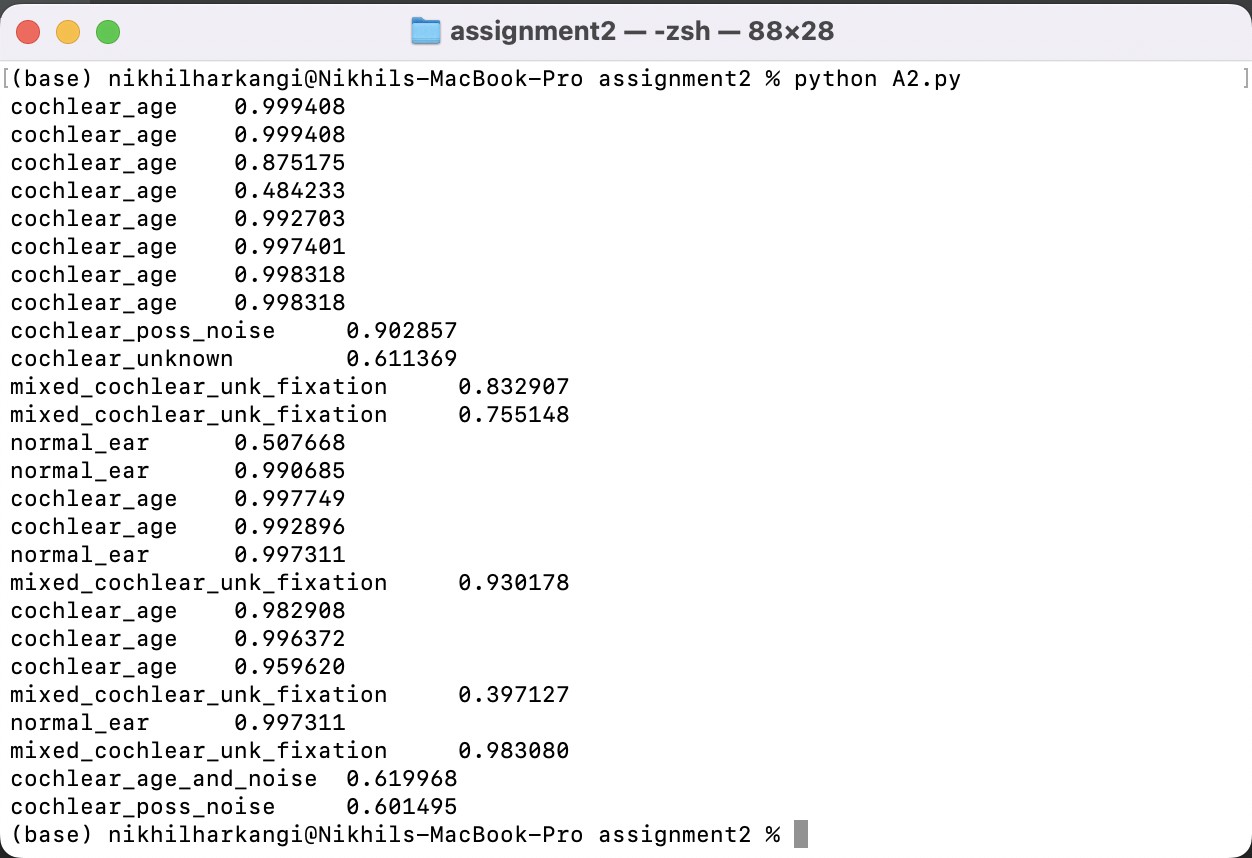 assignment2 — -zsh — 88×28
[(base) nikhilharkangi@Nikhils-MacBook-Pro assignment2 % python A2.py ]
cochlear_age    0.999408
cochlear_age    0.999408
cochlear_age    0.875175
cochlear_age    0.484233
cochlear_age    0.992703
cochlear_age    0.997401
cochlear_age    0.998318
cochlear_age    0.998318
cochlear_poss_noise     0.902857
cochlear_unknown        0.611369
mixed_cochlear_unk_fixation     0.832907
mixed_cochlear_unk_fixation     0.755148
normal_ear      0.507668
normal_ear      0.990685
cochlear_age    0.997749
cochlear_age    0.992896
normal_ear      0.997311
mixed_cochlear_unk_fixation     0.930178
cochlear_age    0.982908
cochlear_age    0.996372
cochlear_age    0.959620
mixed_cochlear_unk_fixation     0.397127
normal_ear      0.997311
mixed_cochlear_unk_fixation     0.983080
cochlear_age_and_noise  0.619968
cochlear_poss_noise     0.601495
(base) nikhilharkangi@Nikhils-MacBook-Pro assignment2 %